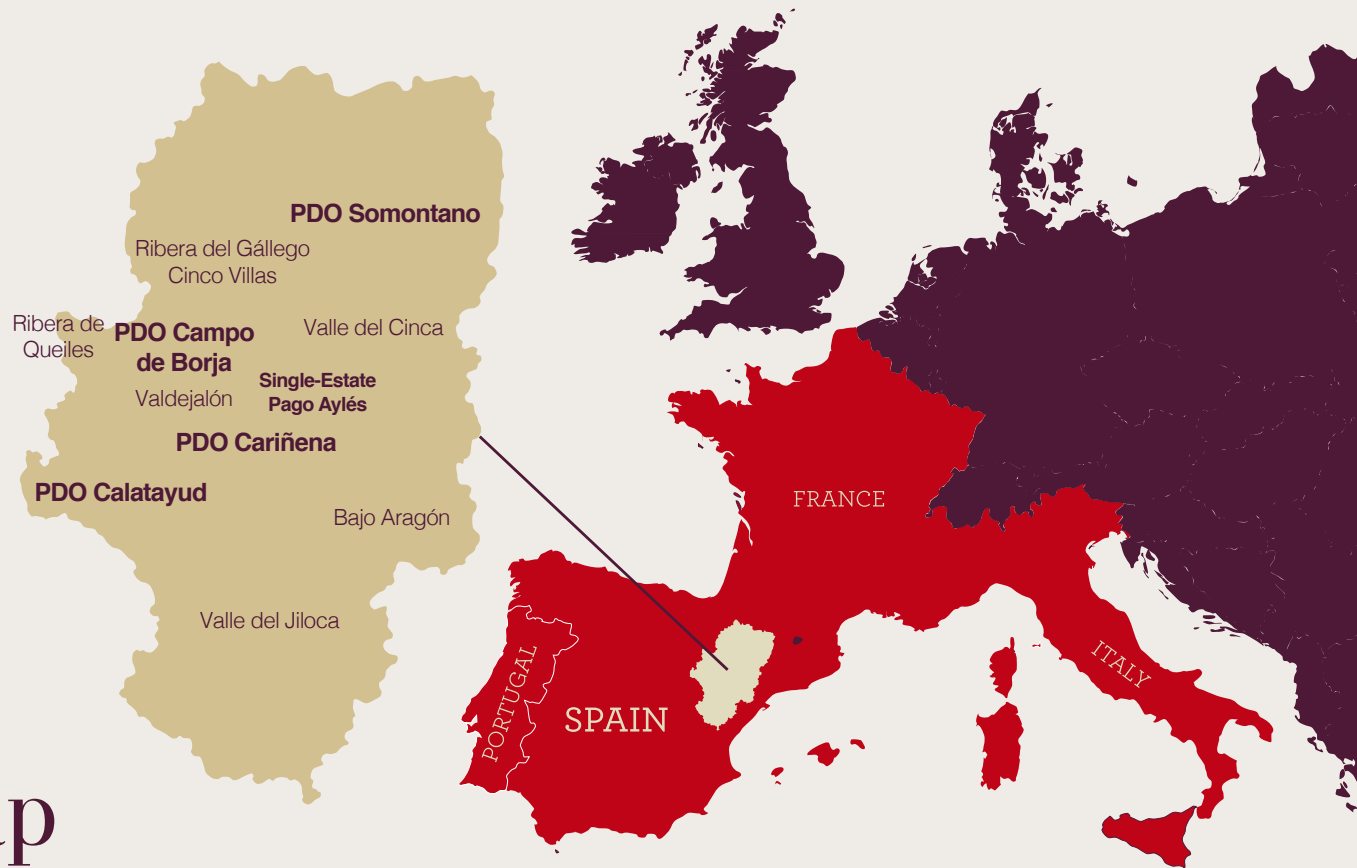 PDO Somontano
Ribera del Gállego
Cinco Villas
Ribera de
Queiles
PDO Campo
de Borja
Valle del Cinca
Valdejalón
Single-Estate
Pago Aylés
PDO Cariñena
PDO Calatayud
Bajo Aragón
Valle del Jiloca
FRANCE
ITALY
PORTUGAL
SPAIN